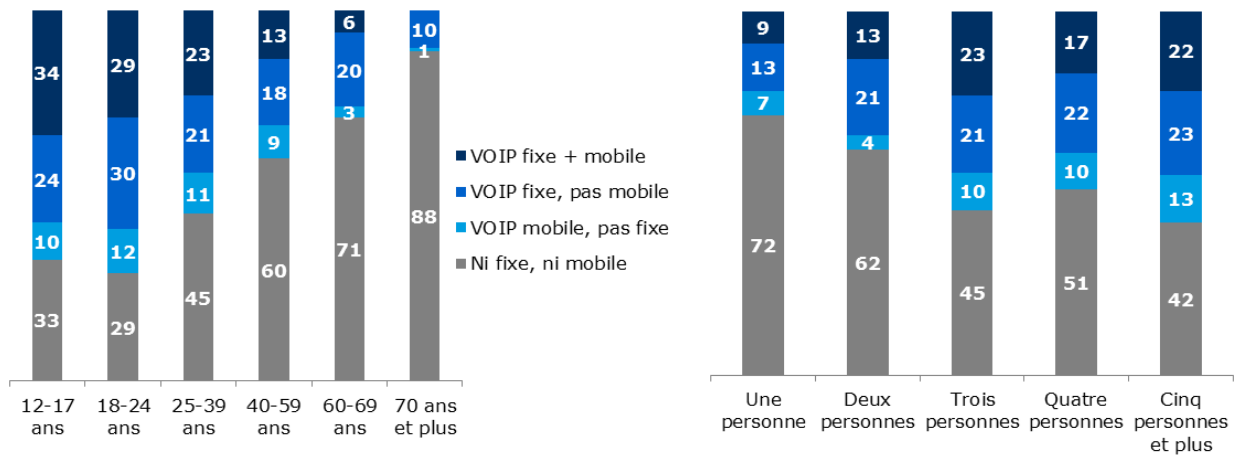 34
24
10
33
29
30
12
29
23
21
11
45
13
18
9
60
6
20
3
71
10
1
88
12-17
ans
18-24
ans
25-39
ans
40-59
ans
60-69
ans
70 ans
et plus
VOIP fixe + mobile
VOIP fixe, pas mobile
VOIP mobile, pas fixe
Ni fixe, ni mobile
9
13
7
72
13
21
4
62
23
21
10
45
17
22
10
51
22
23
13
42
Une
personne
Deux
personnes
Trois
personnes
Quatre
personnes
Cinq
personnes
et plus